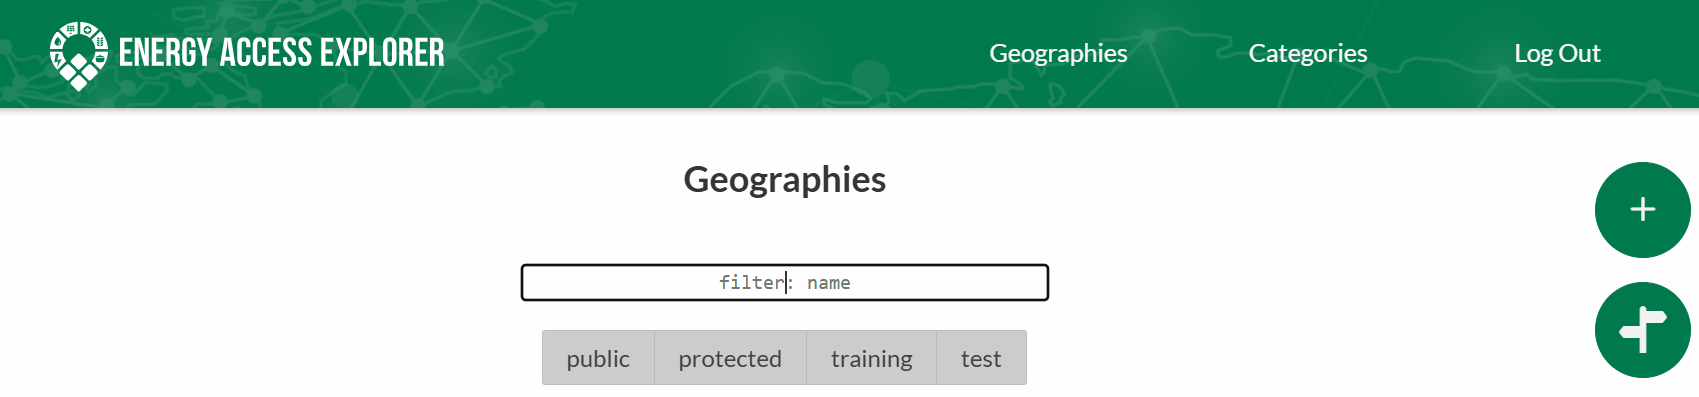 ENERGY ACCESS EXPLORER
Geographies Categories Log Out
Geographies
filter: name
public protected training test